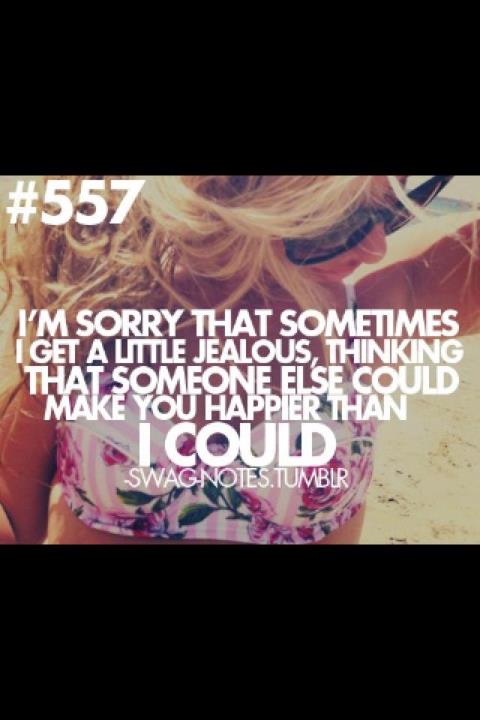 #557
I'M SORRY THAT SOMETIMES
I GET A LITTLE JEALOUS, THINKING
THAT SOMEONE ELSE COULD
MAKE YOU HAPPIER THAN
I COULD
-SWAG-NOTES.TUMBLR